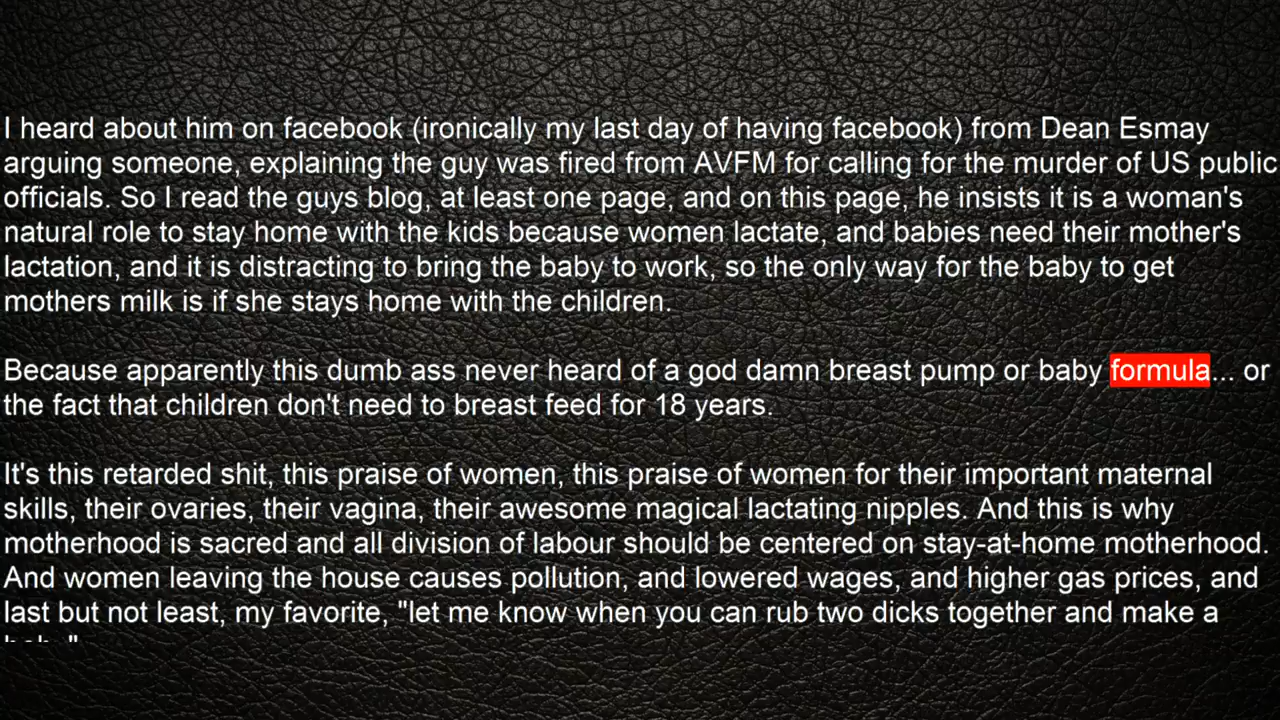 I heard about him on facebook (ironically my last day of having facebook) from Dean Esmay
arguing someone, explaining the guy was fired from AVFM for calling for the murder of US public
officials. So I read the guys blog, at least one page, and on this page, he insists it is a woman's
natural role to stay home with the kids because women lactate, and babies need their mother's
lactation, and it is distracting to bring the baby to work, so the only way for the baby to get
mothers milk is if she stays home with the children.
Because apparently this dumb ass never heard of a god damn breast pump or baby formula... or
the fact that children don't need to breast feed for 18 years.
It's this retarded shit, this praise of women, this praise of women for their important maternal
skills, their ovaries, their vagina, their awesome magical lactating nipples. And this is why
motherhood is sacred and all division of labour should be centered on stay-at-home motherhood.
And women leaving the house causes pollution, and lowered wages, and higher gas prices, and
last but not least, my favorite, "let me know when you can rub two dicks together and make a